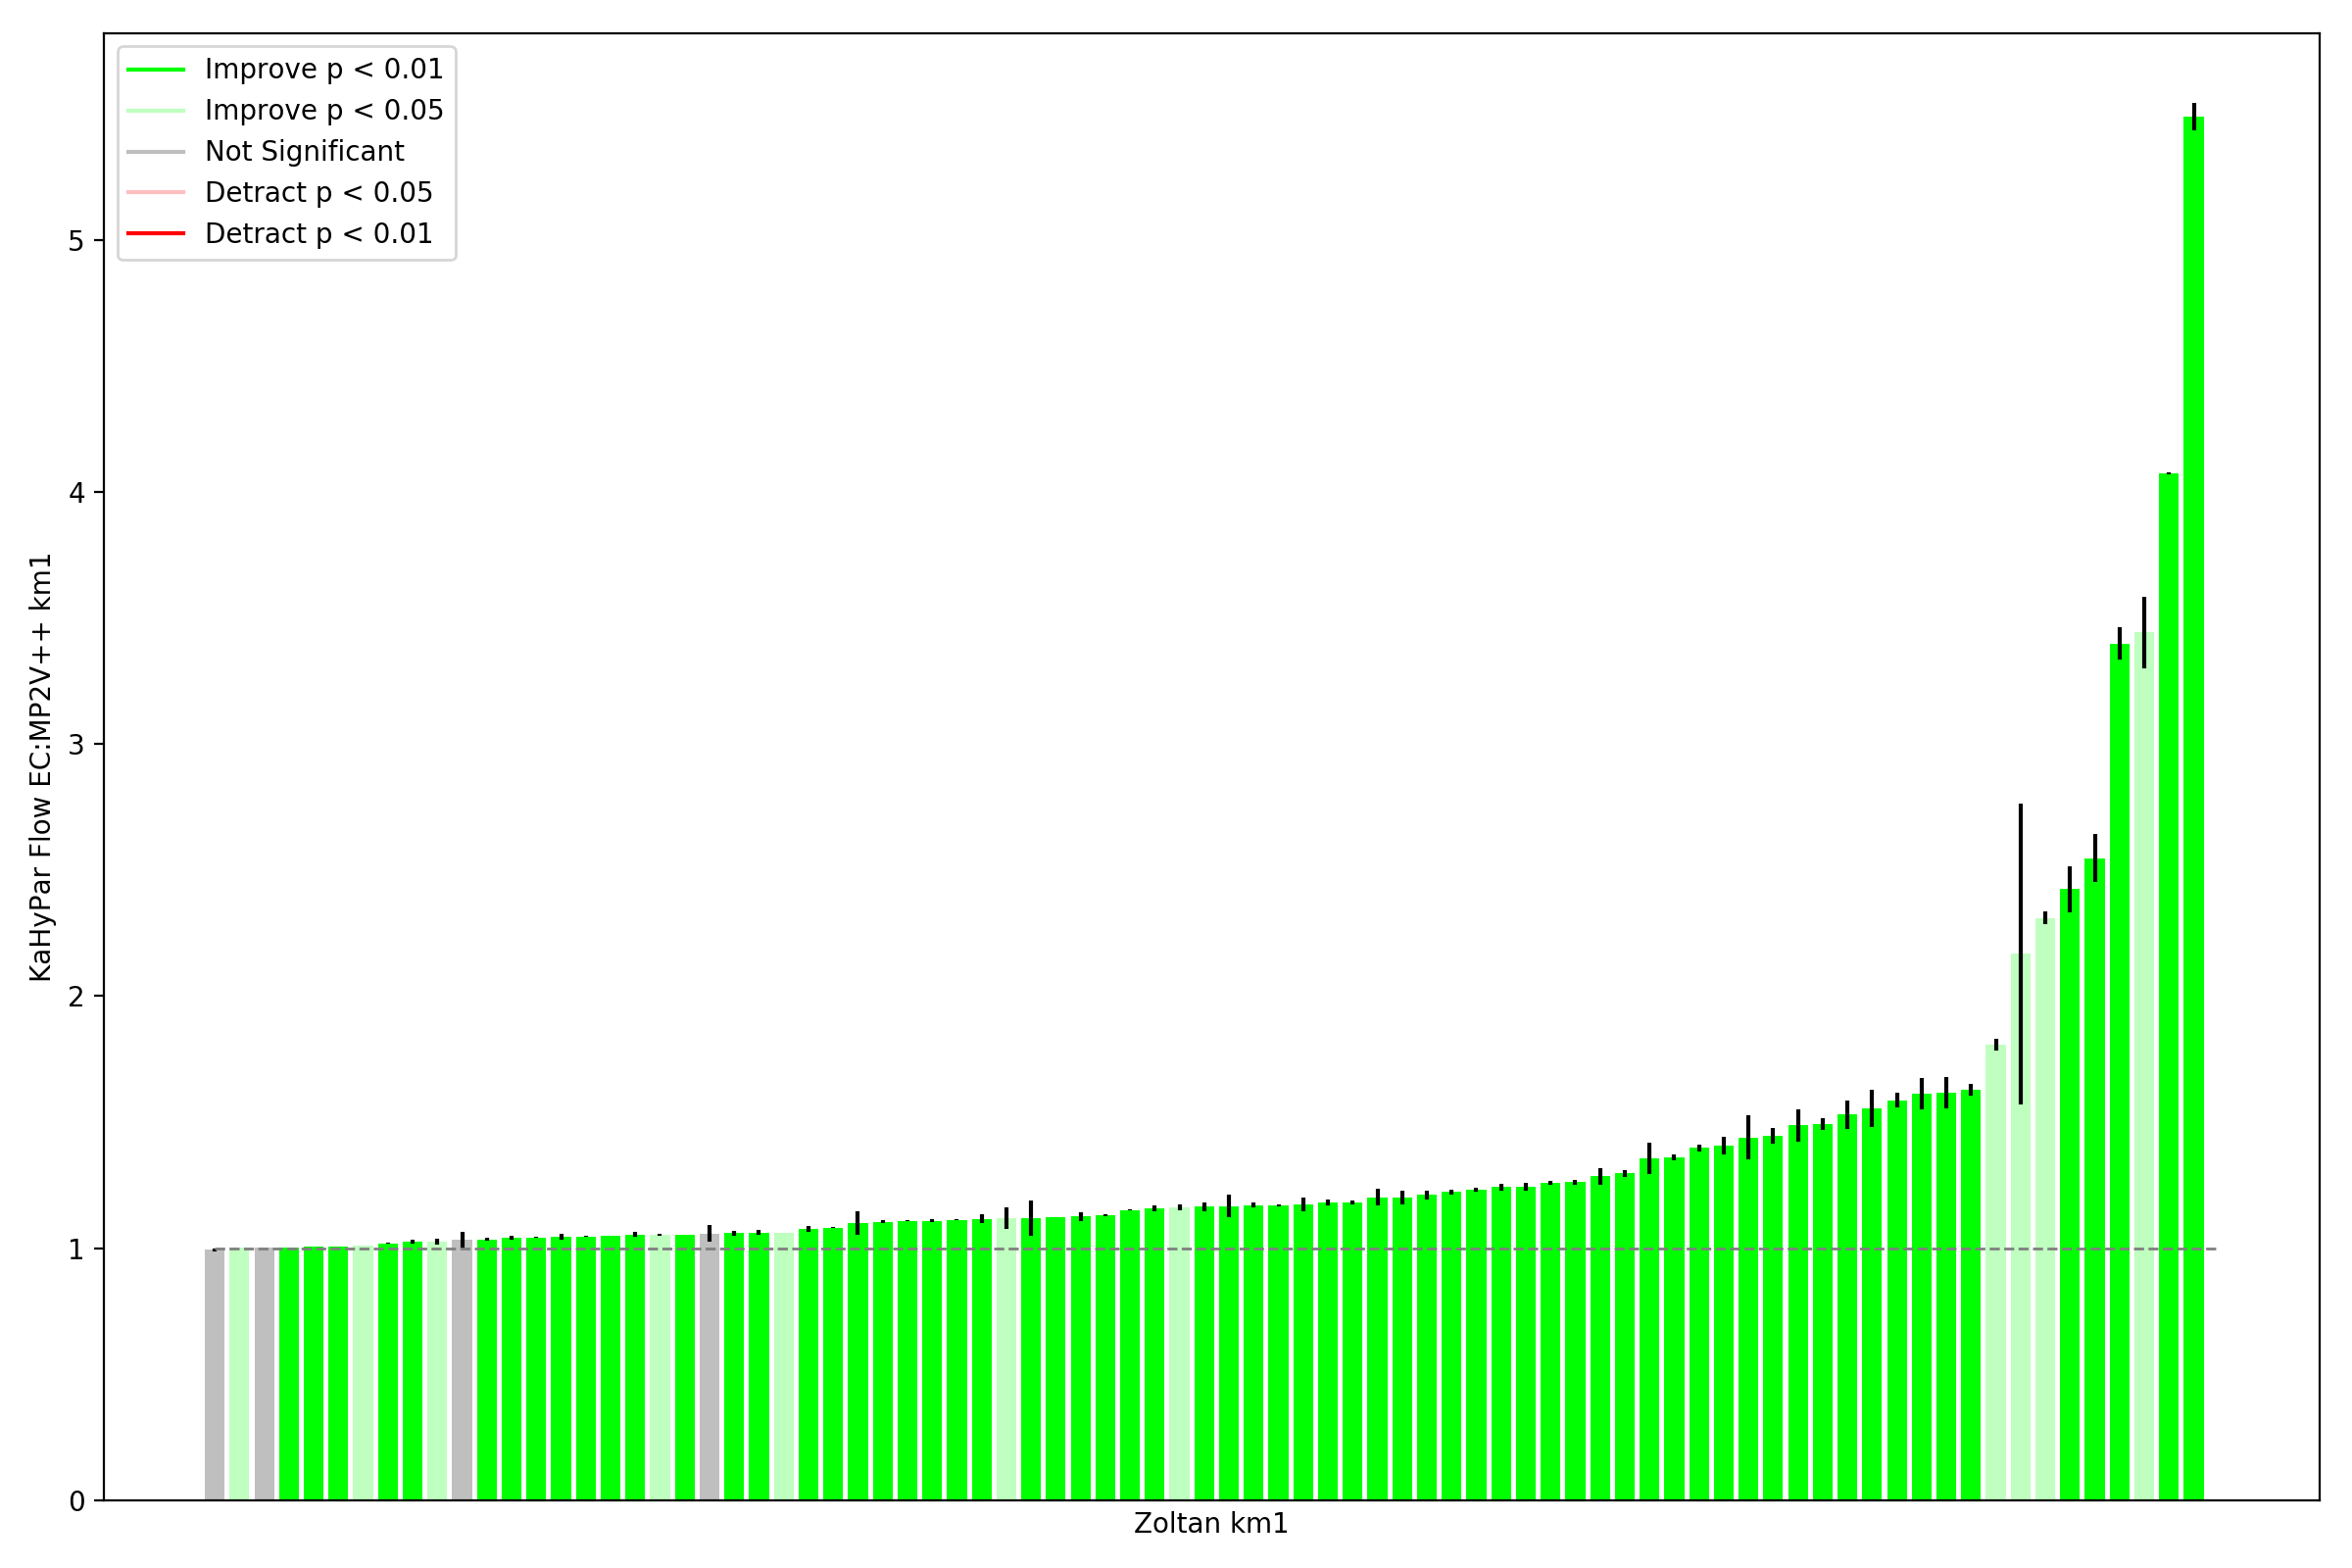 Improve p < 0.01
Improve p < 0.05
Not Significant
Detract p < 0.05
Detract p < 0.01
KaHyPar Flow EC:MP2V++ km1
5
4
3
2
1
0
Zoltan km1